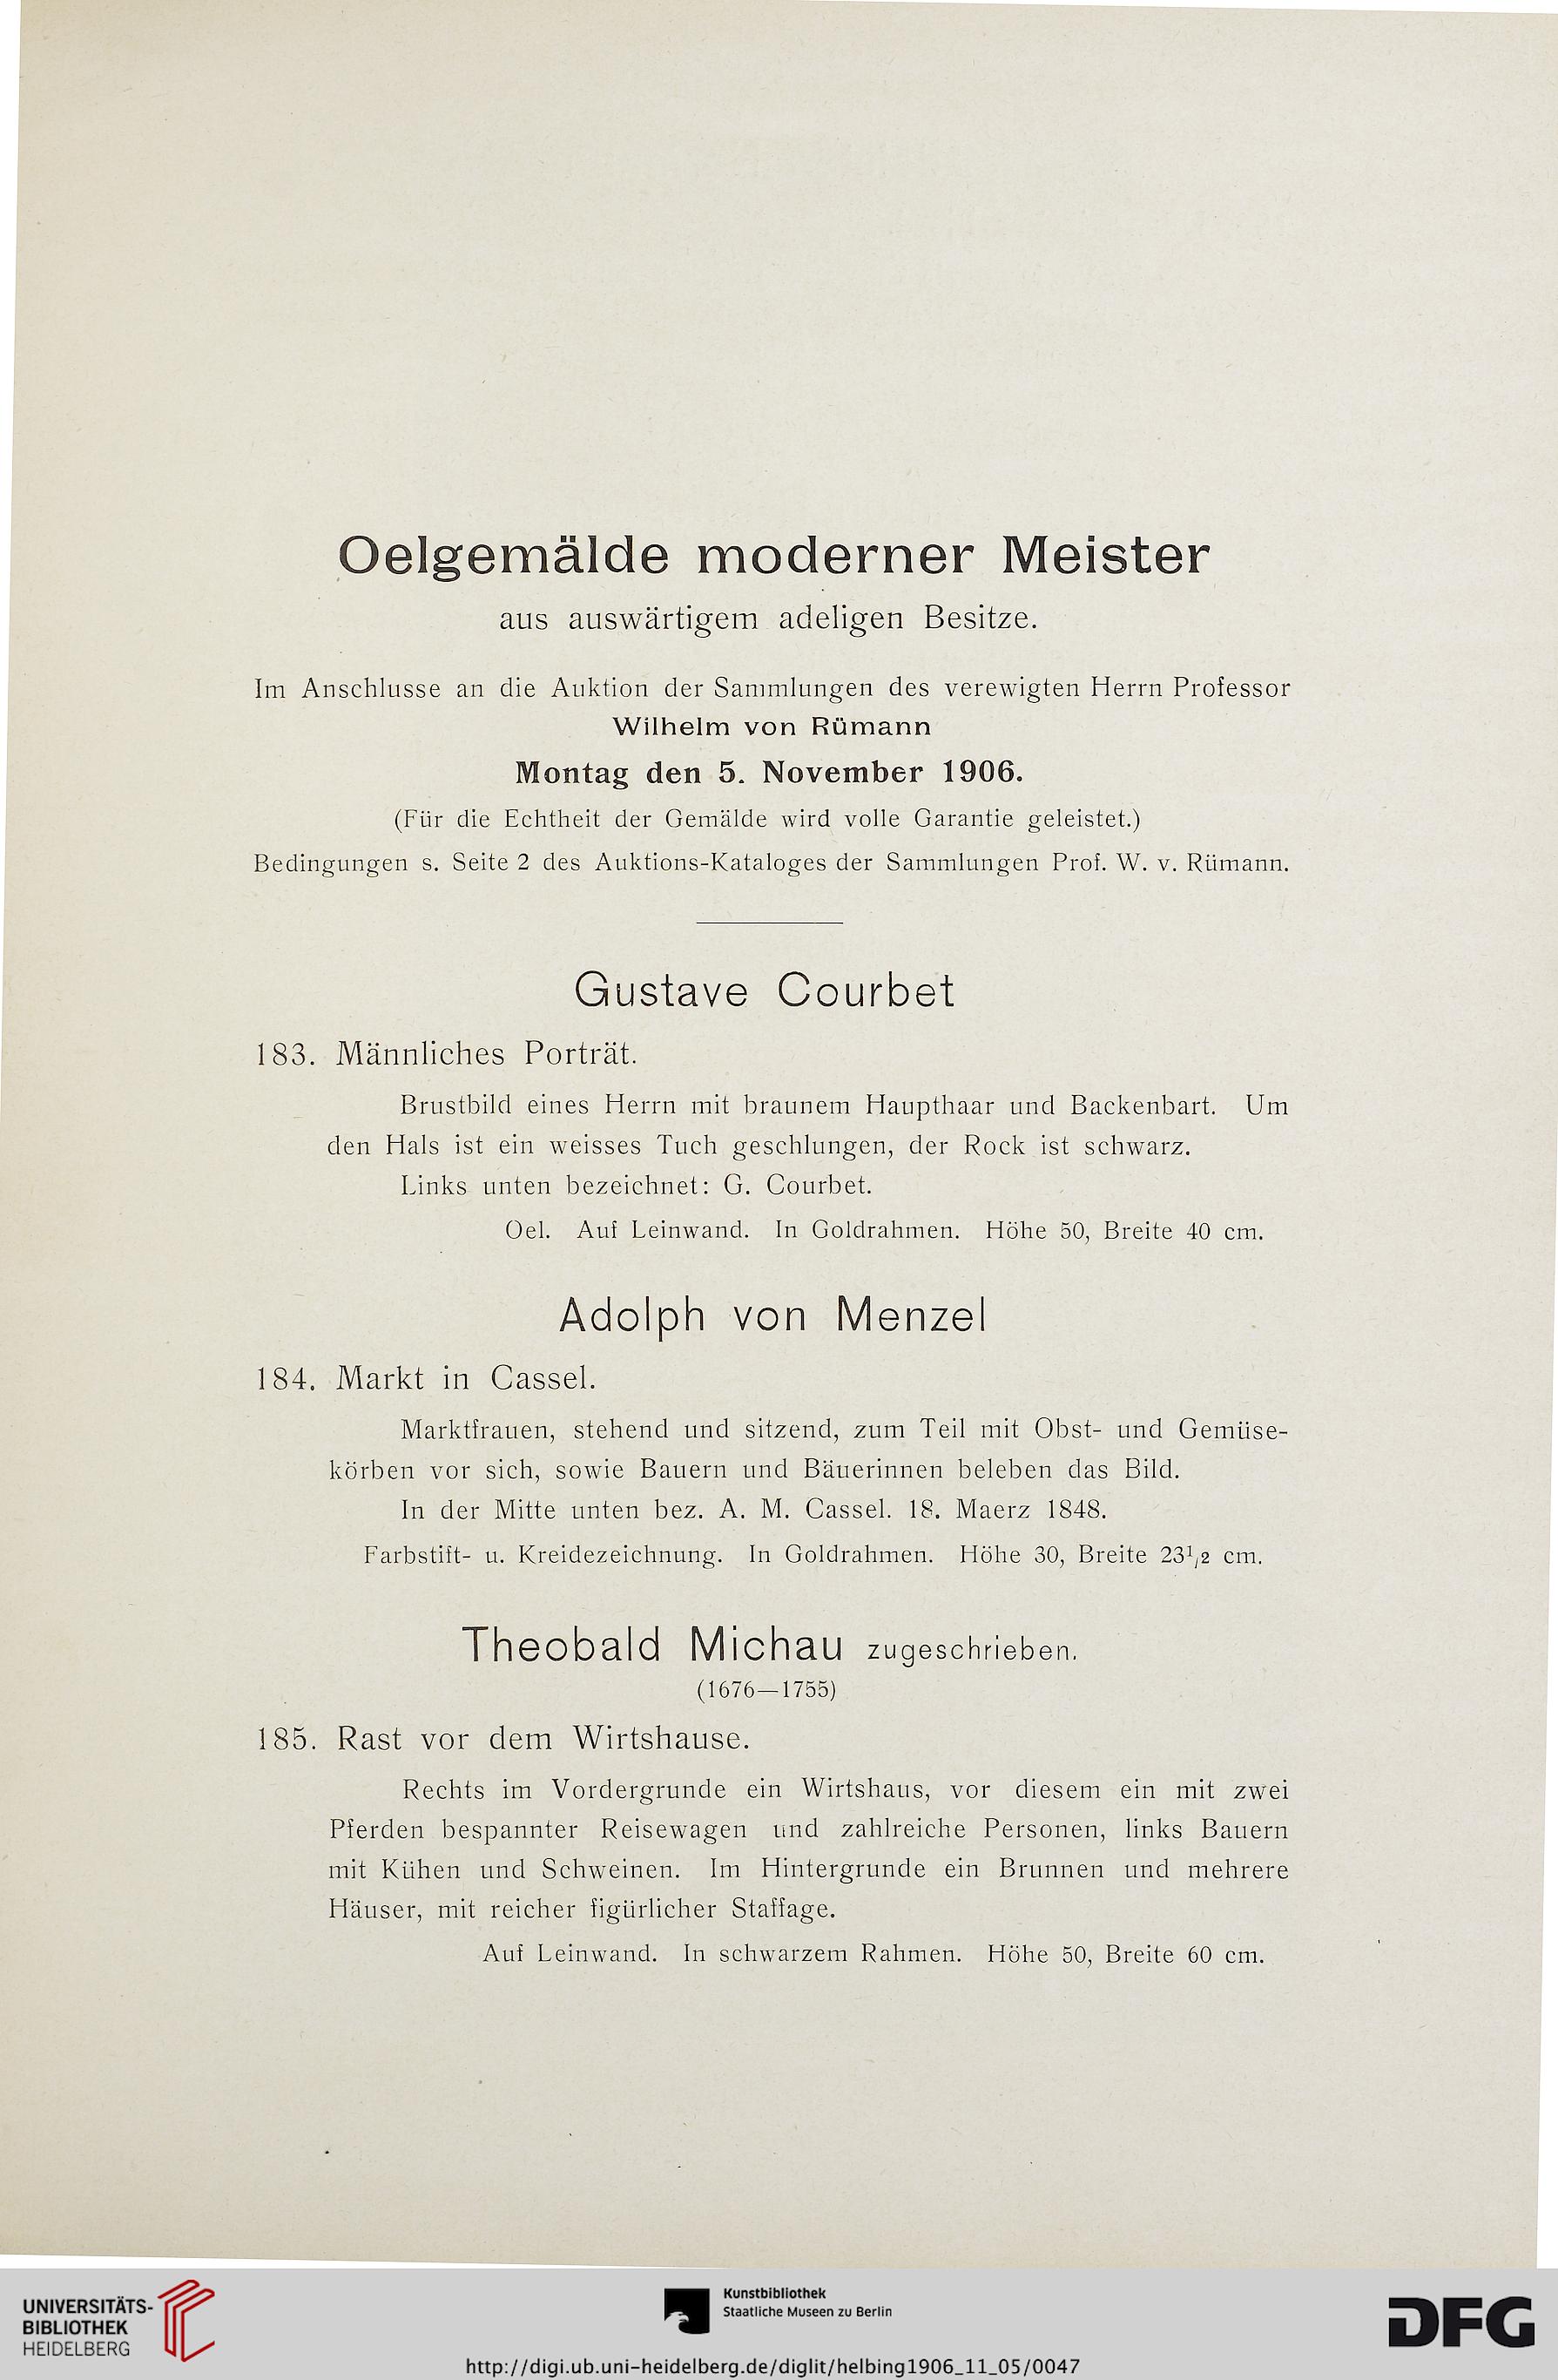 Oelgemälde moderner Meister
aus auswärtigem adeligen Besitze.
Im Anschlusse an die Auktion der Sammlungen des verewigten Herrn Professor
Wilhelm von Rümann
Montag den 5. November 1906.
(Für die Echtheit der Gemälde wird volle Garantie geleistet.)
Bedingungen s. Seite 2 des Auktions-Kataloges der Sammlungen Prof. W. v. Rümann.
Gustave Courbet
183. Männliches Porträt.
Brustbild eines Herrn mit braunem Haupthaar und Backenbart. Um
den Hals ist ein weisses Tuch geschlungen, der Rock ist schwarz.
Links unten bezeichnet: G. Courbet.
Oel. Auf Leinwand. In Goldrahmen. Höhe 50, Breite 40 cm.
Adolph von Menzel
184. Markt in Cassel.
Marktfrauen, stehend und sitzend, zum Teil mit Obst- und Gemüse-
körben vor sich, sowie Bauern und Bäuerinnen beleben das Bild.
In der Mitte unten bez. A. M. Cassel. 18. Maerz 1848.
Farbstift- u. Kreidezeichnung. In Goldrahmen. Höhe 30, Breite 23¹/₂ cm.
Theobald Michau zugeschrieben.
(1676—1755)
185. Rast vor dem Wirtshause.
Rechts im Vordergrunde ein Wirtshaus, vor diesem ein mit zwei
Pferden bespannter Reisewagen und zahlreiche Personen, links Bauern
mit Kühen und Schweinen. Im Hintergrunde ein Brunnen und mehrere
Häuser, mit reicher figürlicher Staffage.
Auf Leinwand. In schwarzem Rahmen. Höhe 50, Breite 60 cm.
UNIVERSITÄTS-
BIBLIOTHEK
HEIDELBERG
Kunstbibliothek
Staatliche Museen zu Berlin
http://digi.ub.uni-heidelberg.de/diglit/helbing1906_11_05/0047
DFG